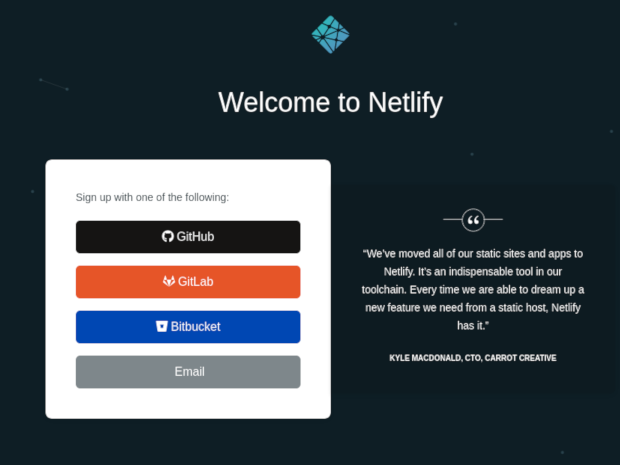 Welcome to Netlify
Sign up with one of the following:
GitHub
GitLab
Bitbucket
Email
“We’ve moved all of our static sites and apps to
Netlify. It’s an indispensable tool in our
toolchain. Every time we are able to dream up a
new feature we need from a static host, Netlify
has it.”
KYLE MACDONALD, CTO, CARROT CREATIVE